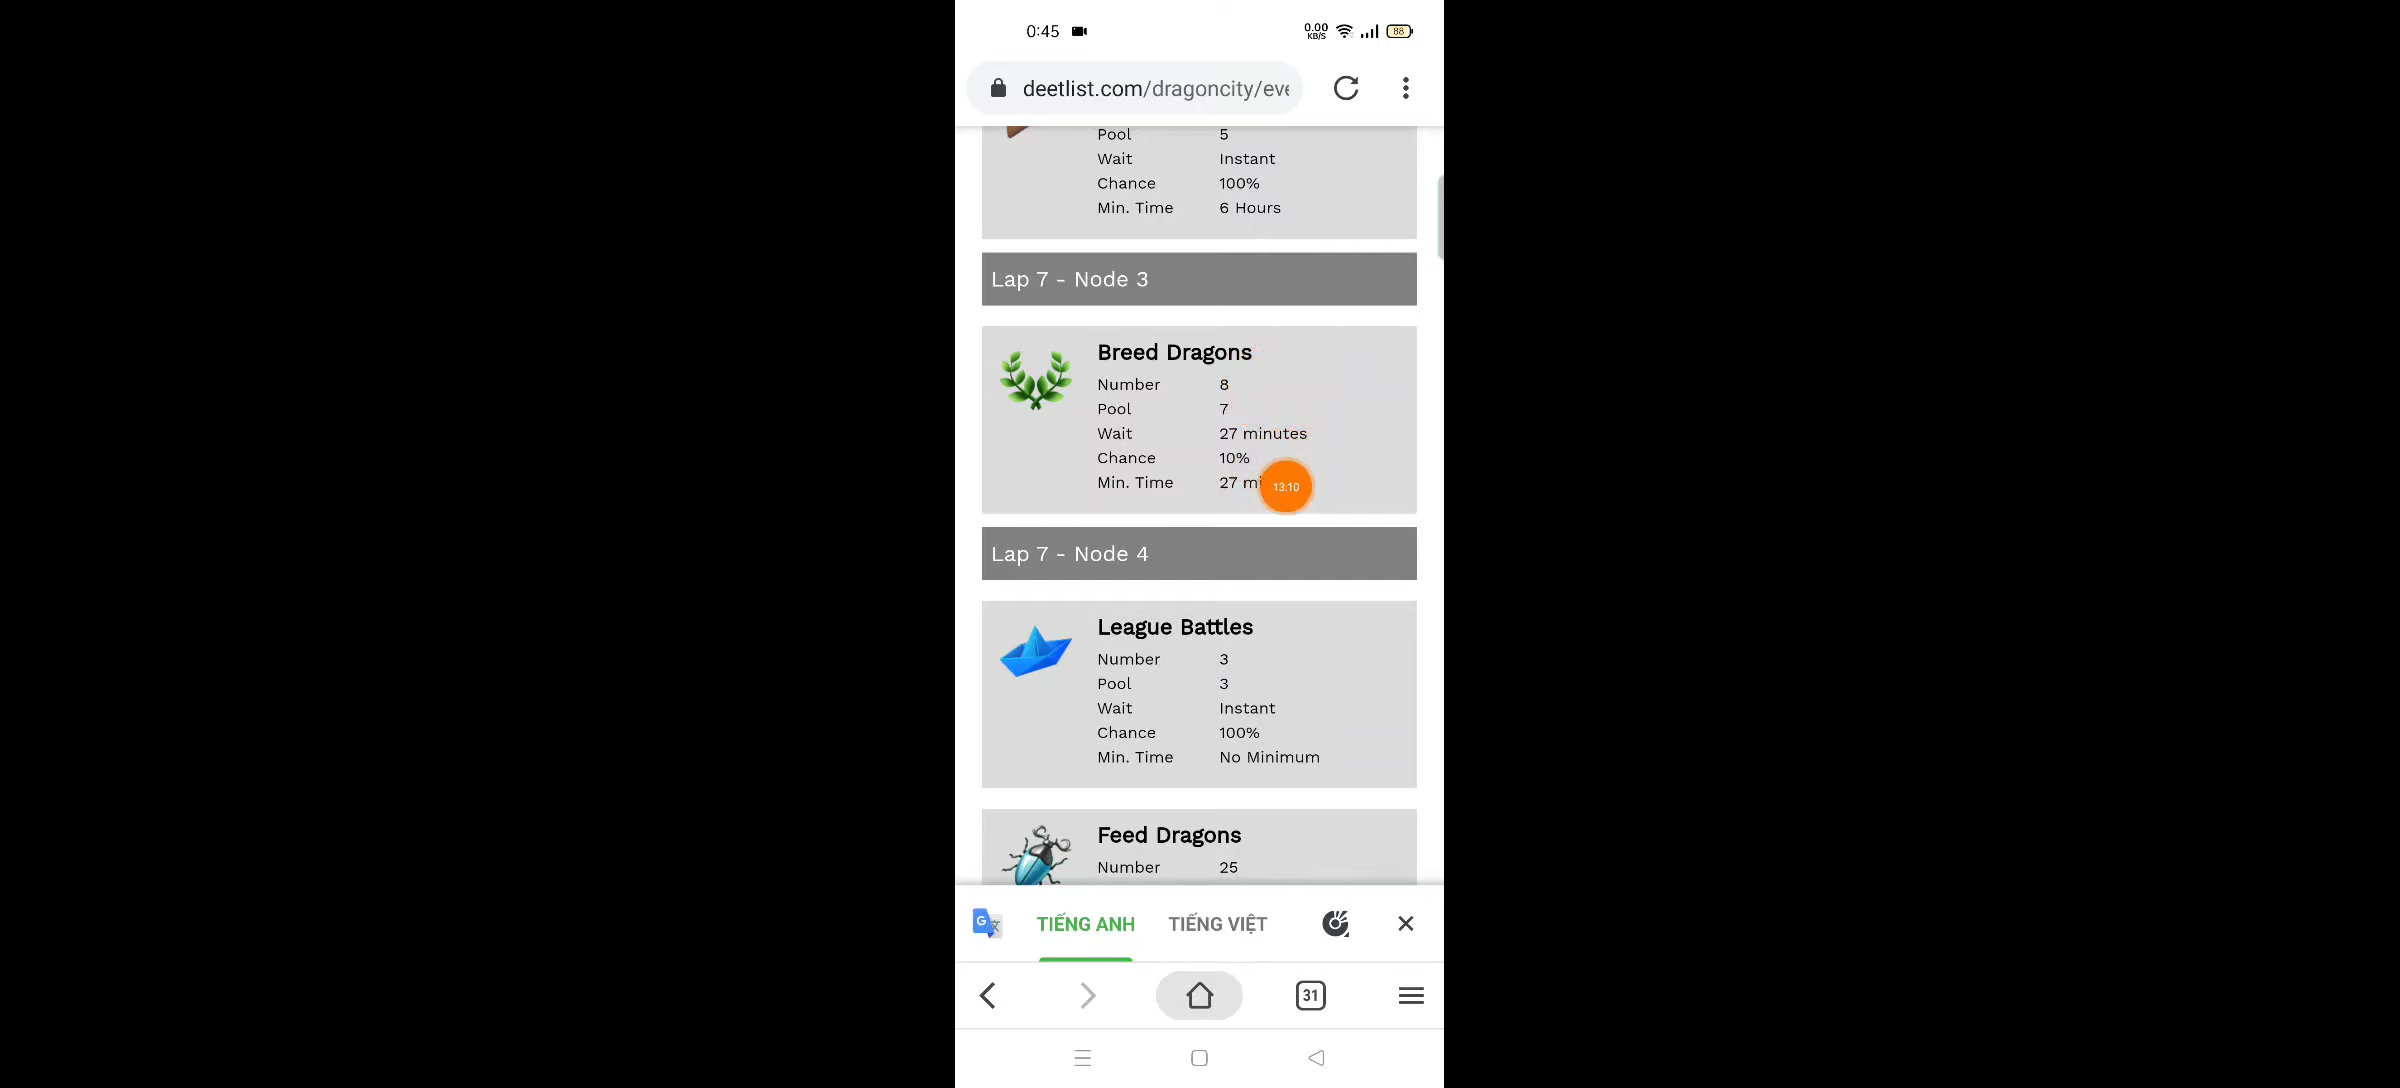 0:45
0.00 KB/S
88
deetlist.com/dragoncity/eve
Pool 5
Wait Instant
Chance 100%
Min. Time 6 Hours
Lap 7 - Node 3
Breed Dragons
Number 8
Pool 7
Wait 27 minutes
Chance 10%
Min. Time 27 mi
13:10
Lap 7 - Node 4
League Battles
Number 3
Pool 3
Wait Instant
Chance 100%
Min. Time No Minimum
Feed Dragons
Number 25
G TIẾNG ANH TIẾNG VIỆT
31